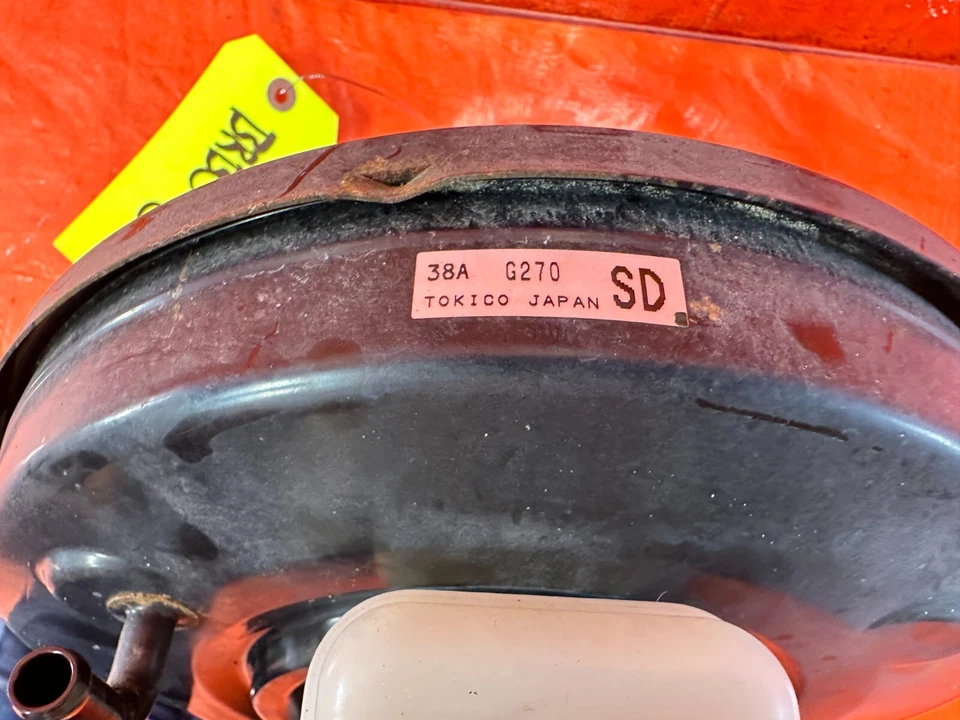 38A G270 SD
TOKICO JAPAN